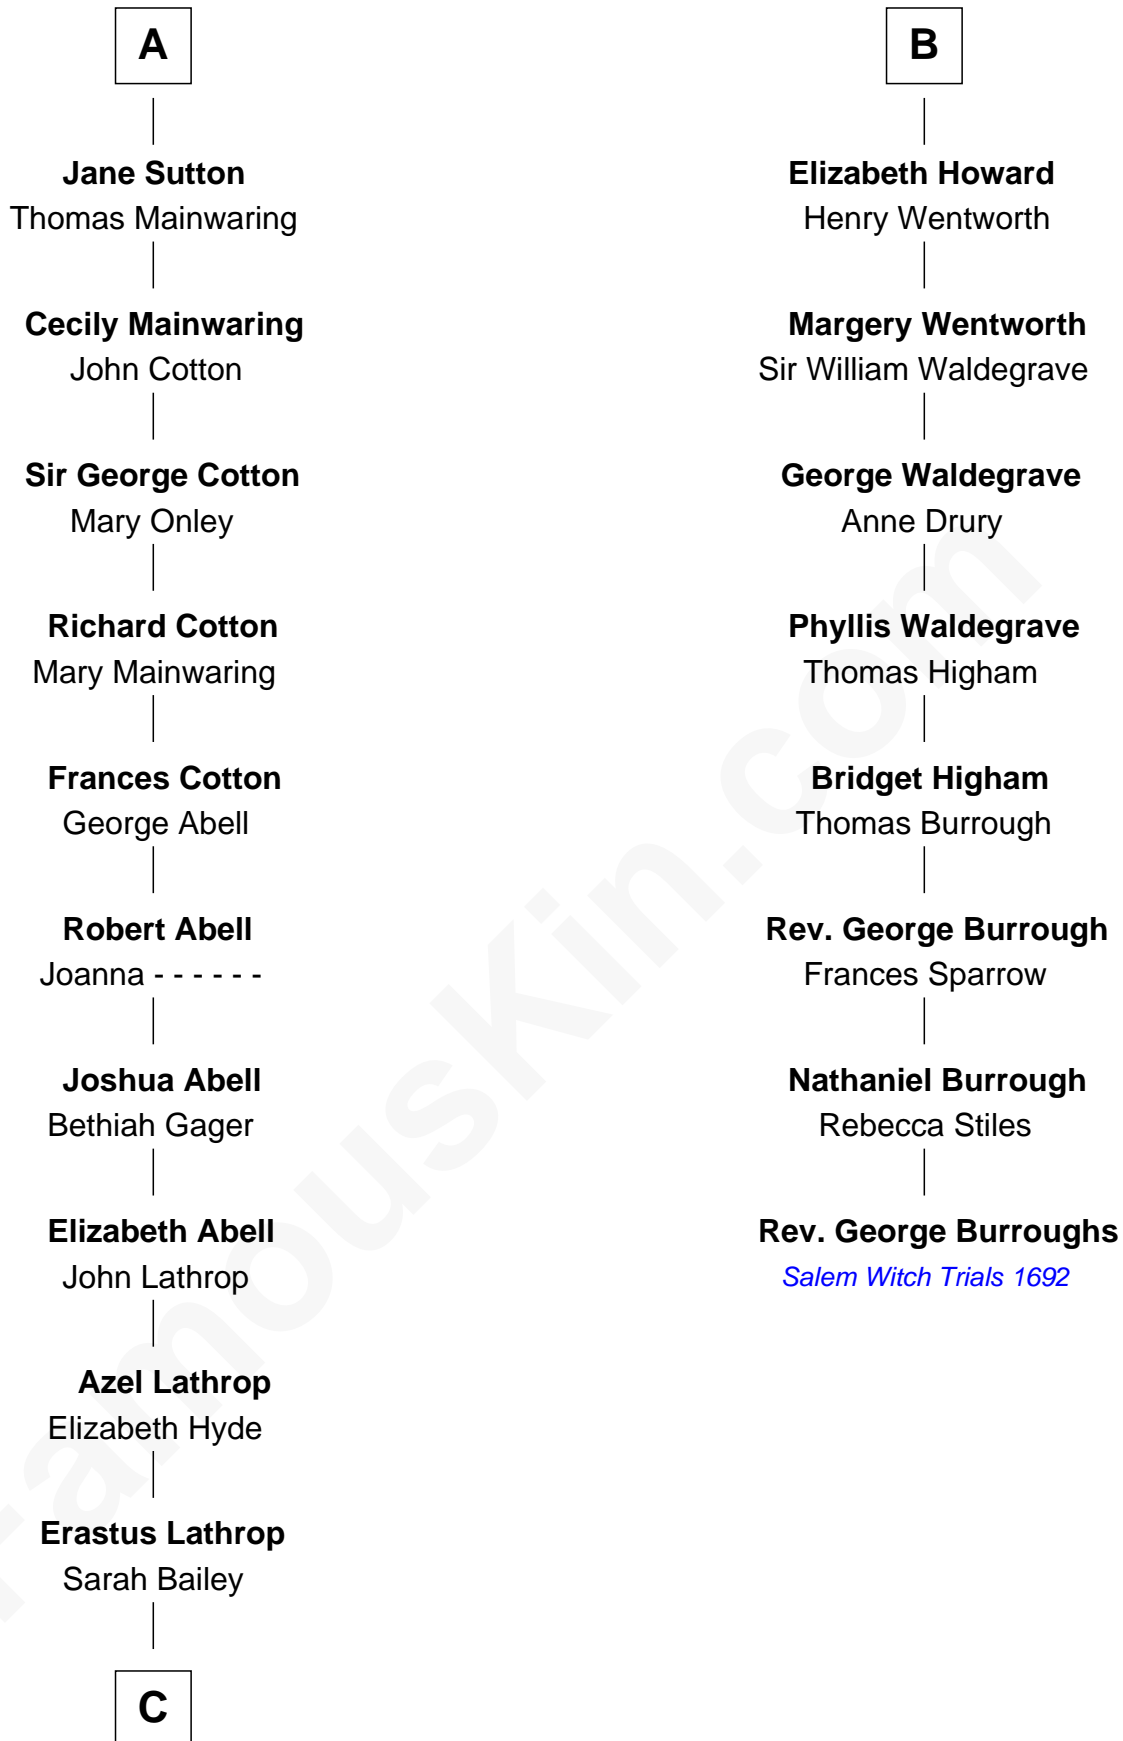 A
Jane Sutton
Thomas Mainwaring
Cecily Mainwaring
John Cotton
Sir George Cotton
Mary Onley
Richard Cotton
Mary Mainwaring
Frances Cotton
George Abell
Robert Abell
Joanna - - - - - -
Joshua Abell
Bethiah Gager
Elizabeth Abell
John Lathrop
Azel Lathrop
Elizabeth Hyde
Erastus Lathrop
Sarah Bailey
C
B
Elizabeth Howard
Henry Wentworth
Margery Wentworth
Sir William Waldegrave
George Waldegrave
Anne Drury
Phyllis Waldegrave
Thomas Higham
Bridget Higham
Thomas Burrough
Rev. George Burrough
Frances Sparrow
Nathaniel Burrough
Rebecca Stiles
Rev. George Burroughs
Salem Witch Trials 1692
FamousKin.com